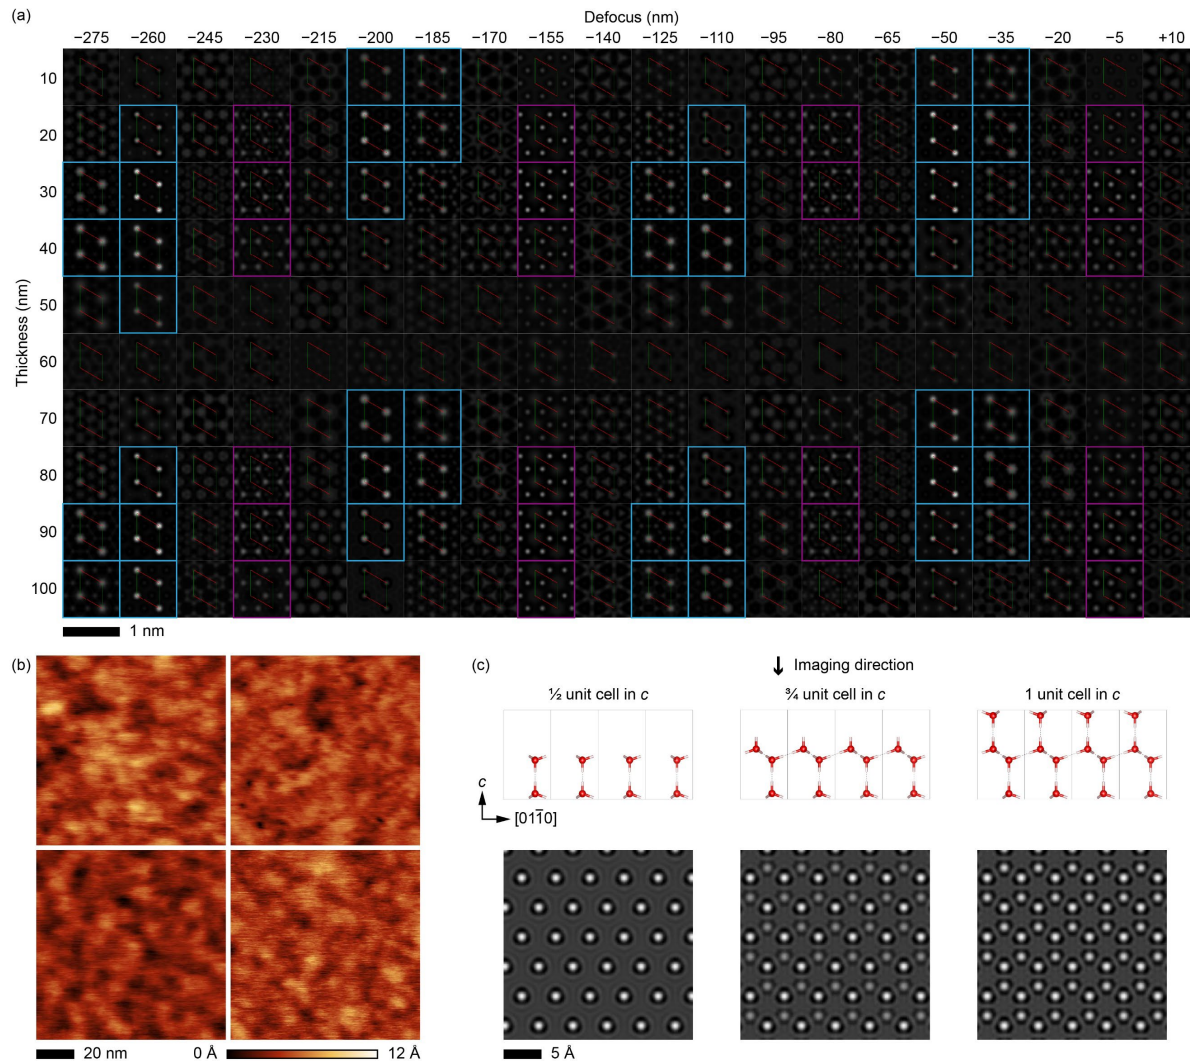 (a)
Defocus (nm)
−275 −260 −245 −230 −215 −200 −185 −170 −155 −140 −125 −110 −95 −80 −65 −50 −35 −20 −5 +10
Thickness (nm)
10
20
30
40
50
60
70
80
90
100
1 nm
(b)
20 nm
0 Å
12 Å
(c)
↓ Imaging direction
½ unit cell in c
¾ unit cell in c
1 unit cell in c
c
[011̄0]
5 Å